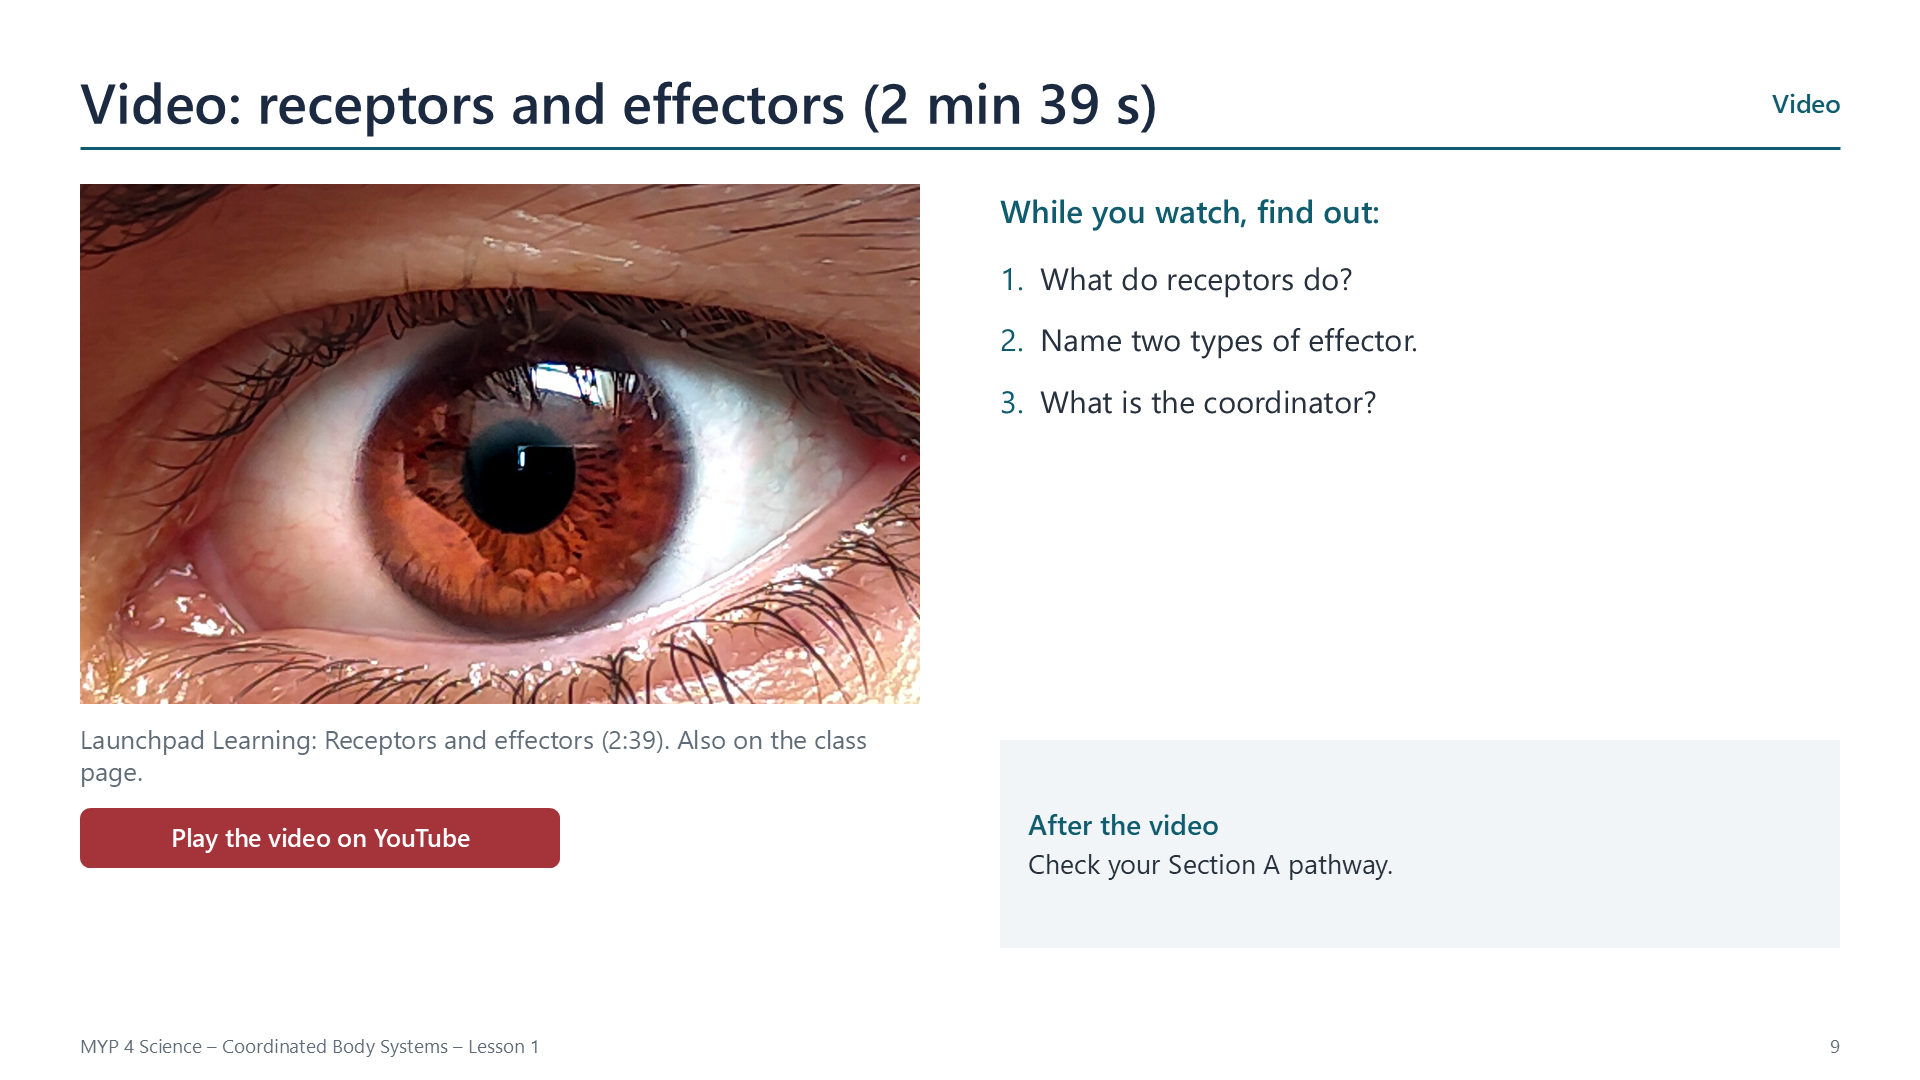 Video: receptors and effectors (2 min 39 s)
Video
Launchpad Learning: Receptors and effectors (2:39). Also on the class
page.
Play the video on YouTube
While you watch, find out:
1. What do receptors do?
2. Name two types of effector.
3. What is the coordinator?
After the video
Check your Section A pathway.
MYP 4 Science – Coordinated Body Systems – Lesson 1
9